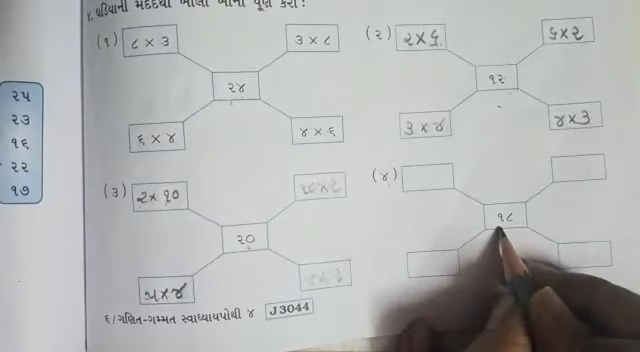 ૪. ઘડિયાની મદદથી ખાલી ખાનાં પૂર્ણ કરો :
(૧) ૮ × ૩
૩ × ૮
૨૪
૬ × ૪
૪ × ૬
(૨) ૨ × ૬
૬ × ૨
૧૨
૩ × ૪
૪ × ૩
૨૫
૨૩
૧૬
૨૨
૧૭
(૩) ૨ × ૧૦
૨૦
૫ × ૪
(૪)
૧૮
૬ / ગણિત-ગમ્મત સ્વાધ્યાયપોથી ૪ J3044